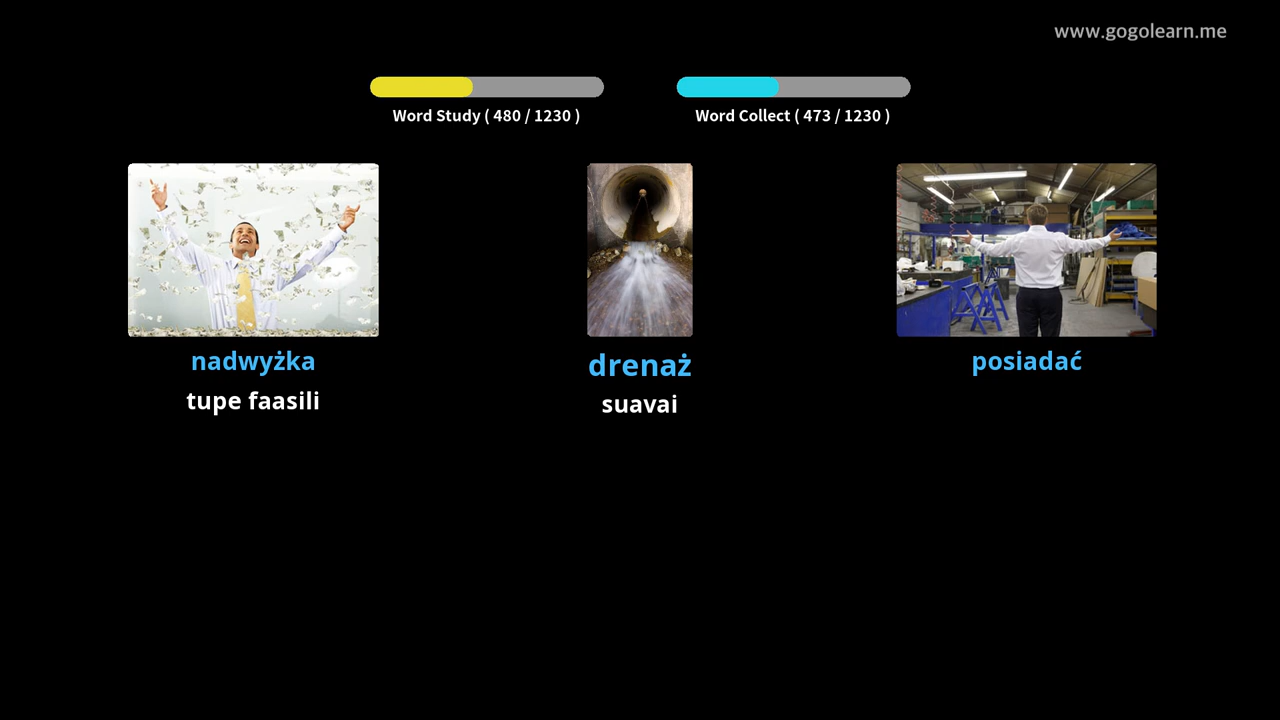 www.gogolearn.me
Word Study ( 480 / 1230 )
Word Collect ( 473 / 1230 )
nadwyżka
tupe faasili
drenaż
suavai
posiadać